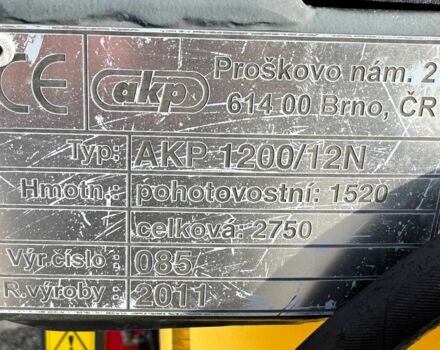 CE akp Proškovo nám. 2
614 00 Brno, ČR
Typ: AKP 1200/12N
Hmotn.: pohotovostní: 1520
celková: 2750
Výr.číslo: 085
R.výroby: 2011